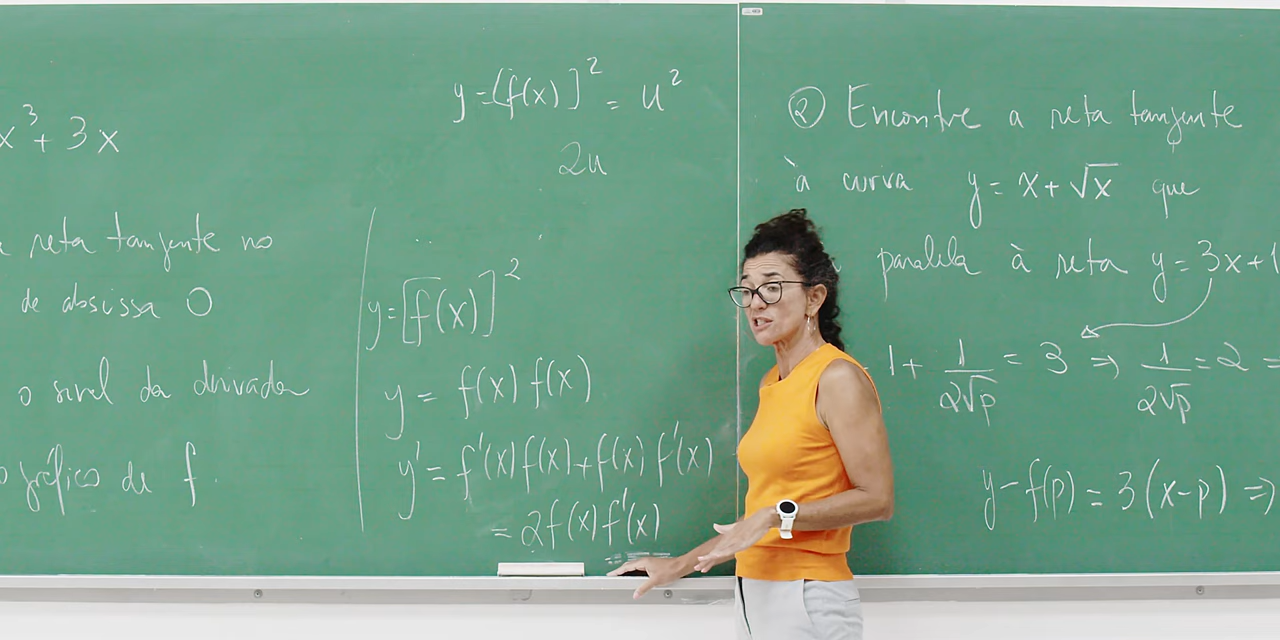 x³ + 3x
a reta tangente no
de abscissa 0
o sinal da derivada
gráfico de f.
y = [f(x)]² = u²
2u
y = [f(x)]²
y = f(x) f(x)
y' = f'(x) f(x) + f(x) f'(x)
= 2f(x) f'(x)
② Encontre a reta tangente
à curva y = x + √x que
paralela à reta y = 3x + 1
1 + 1/(2√p) = 3 ⇒ 1/(2√p) = 2 =
y - f(p) = 3(x - p) ⇒